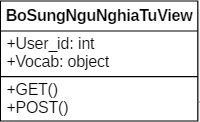 BoSungNguNghiaTuView
+User_id: int
+Vocab: object
+GET()
+POST()